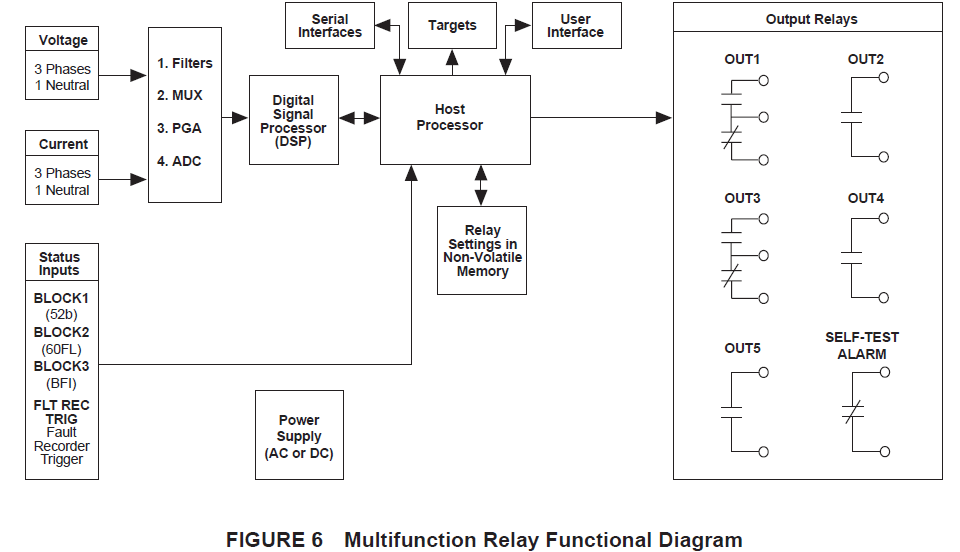 Voltage
3 Phases
1 Neutral
Current
3 Phases
1 Neutral
1. Filters
2. MUX
3. PGA
4. ADC
Digital
Signal
Processor
(DSP)
Serial
Interfaces
Targets
User
Interface
Host
Processor
Relay
Settings in
Non-Volatile
Memory
Status
Inputs
BLOCK1
(52b)
BLOCK2
(60FL)
BLOCK3
(BFI)
FLT REC
TRIG
Fault
Recorder
Trigger
Power
Supply
(AC or DC)
Output Relays
OUT1
OUT2
OUT3
OUT4
OUT5
SELF-TEST
ALARM
FIGURE 6 Multifunction Relay Functional Diagram